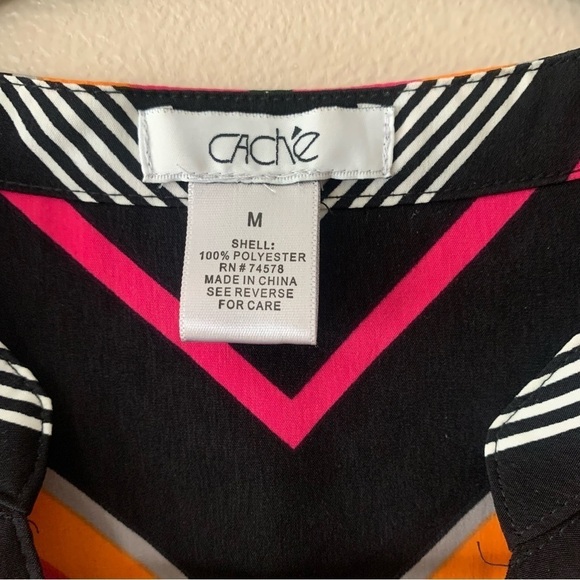 CAché
M
SHELL:
100% POLYESTER
RN # 74578
MADE IN CHINA
SEE REVERSE
FOR CARE